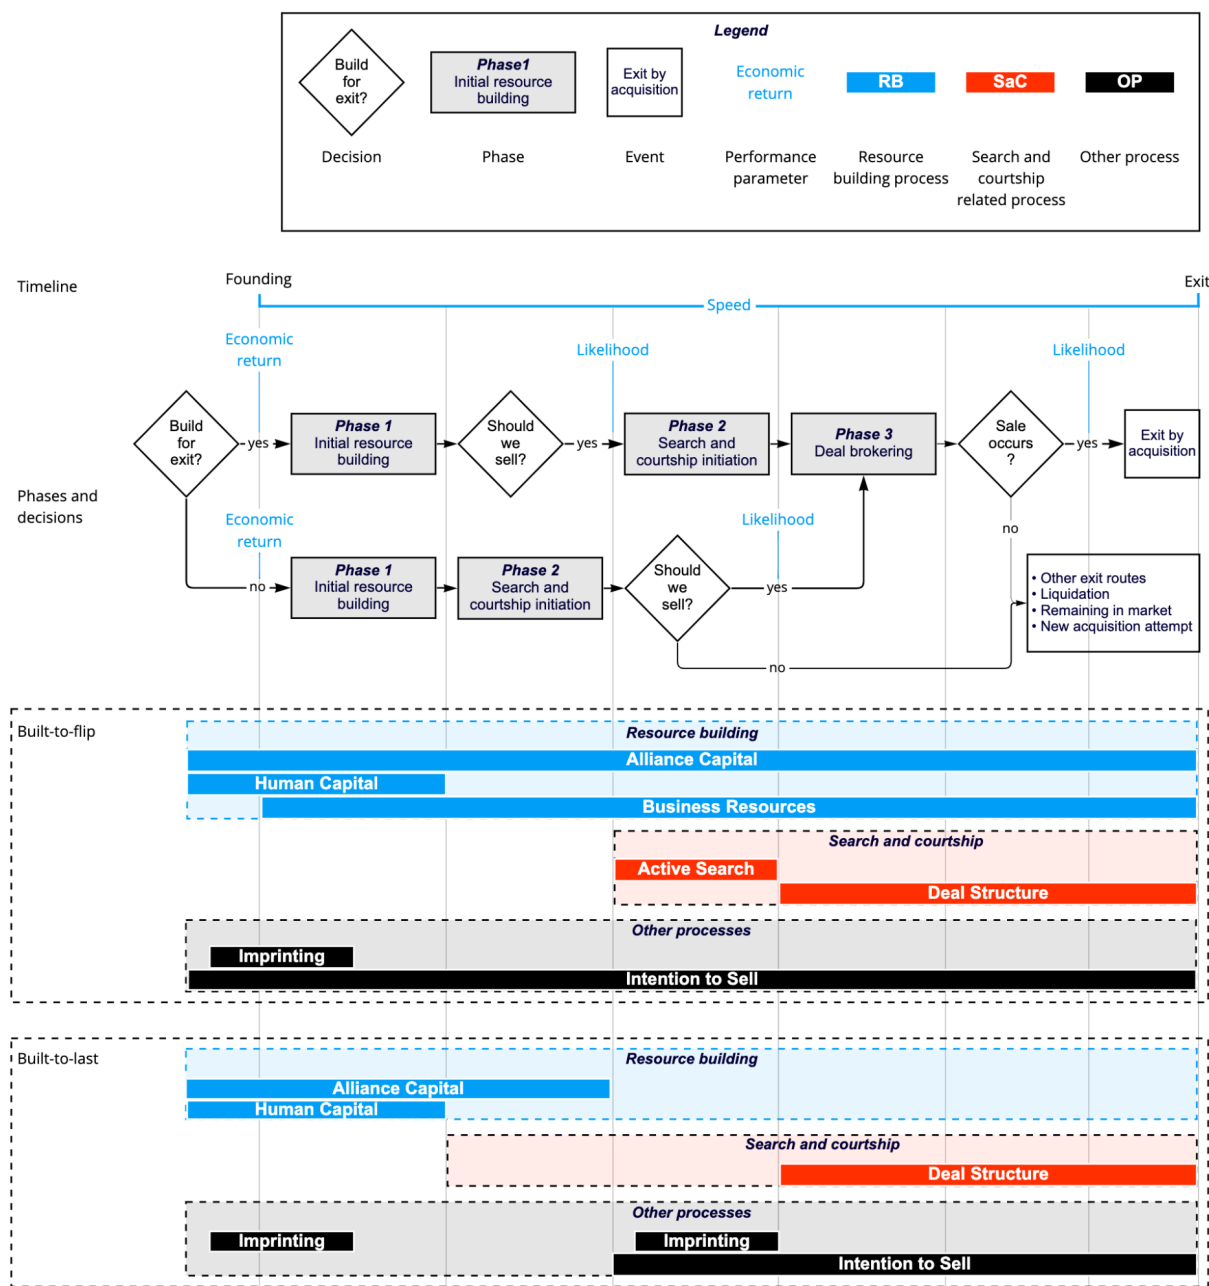 Legend
Build
for
exit?
Phase1
Initial resource
building
Exit by
acquisition
Economic
return
RB
SaC
OP
Decision
Phase
Event
Performance
parameter
Resource
building process
Search and
courtship
related process
Other process
Timeline
Founding
Exit
Speed
Economic
return
Likelihood
Likelihood
Phases and
decisions
Build
for
exit?
yes
Phase 1
Initial resource
building
Should
we
sell?
yes
Phase 2
Search and
courtship initiation
Phase 3
Deal brokering
Sale
occurs
?
yes
Exit by
acquisition
no
Economic
return
Likelihood
no
Phase 1
Initial resource
building
Phase 2
Search and
courtship initiation
Should
we
sell?
yes
no
• Other exit routes
• Liquidation
• Remaining in market
• New acquisition attempt
Built-to-flip
Resource building
Alliance Capital
Human Capital
Business Resources
Search and courtship
Active Search
Deal Structure
Other processes
Imprinting
Intention to Sell
Built-to-last
Resource building
Alliance Capital
Human Capital
Search and courtship
Deal Structure
Other processes
Imprinting
Imprinting
Intention to Sell